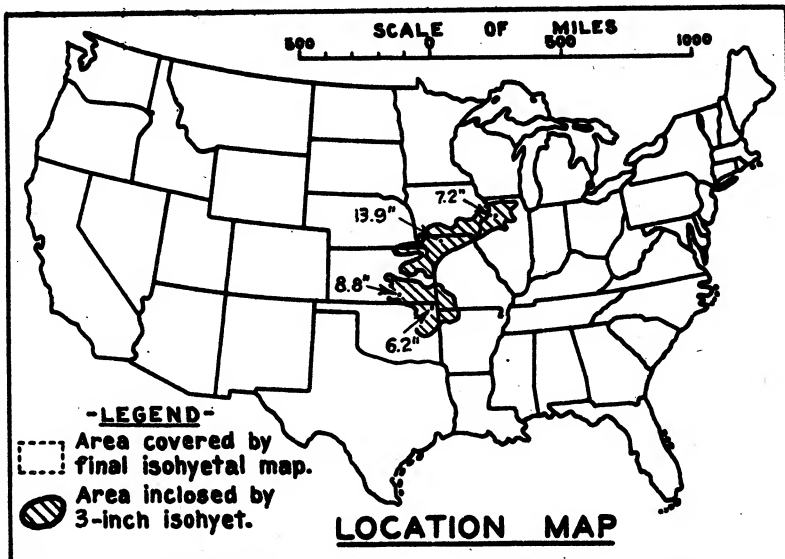 SCALE OF MILES
500 0 500 1000
7.2"
13.9"
8.8"
6.2"
-LEGEND-
Area covered by
final isohyetal map.
Area inclosed by
3-inch isohyet.
LOCATION MAP